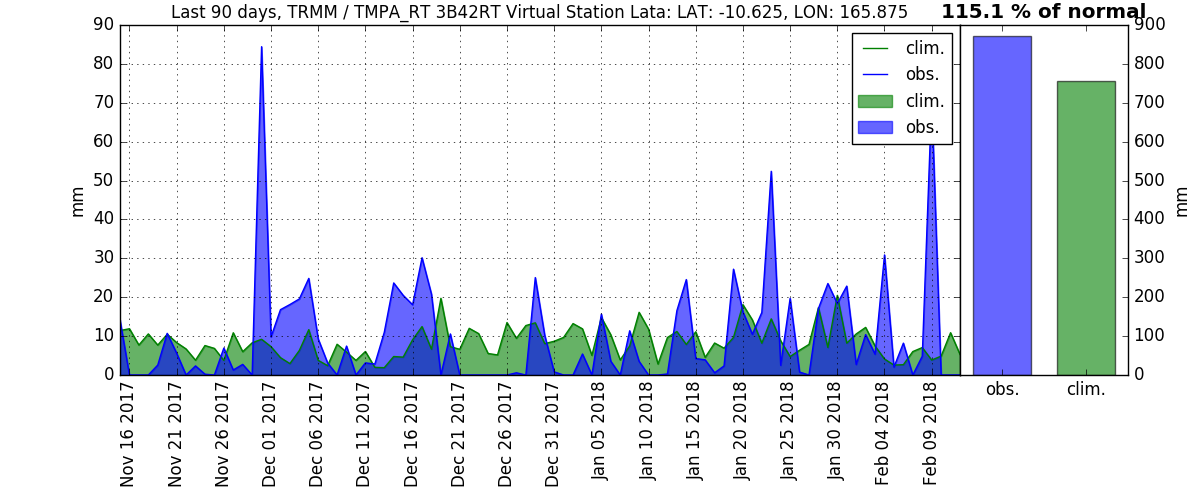 Last 90 days, TRMM / TMPA_RT 3B42RT Virtual Station Lata: LAT: -10.625, LON: 165.875
115.1 % of normal
90
80
70
60
50
40
30
20
10
0
mm
clim.
obs.
clim.
obs.
Nov 16 2017
Nov 21 2017
Nov 26 2017
Dec 01 2017
Dec 06 2017
Dec 11 2017
Dec 16 2017
Dec 21 2017
Dec 26 2017
Dec 31 2017
Jan 05 2018
Jan 10 2018
Jan 15 2018
Jan 20 2018
Jan 25 2018
Jan 30 2018
Feb 04 2018
Feb 09 2018
900
800
700
600
500
400
300
200
100
0
mm
obs.
clim.